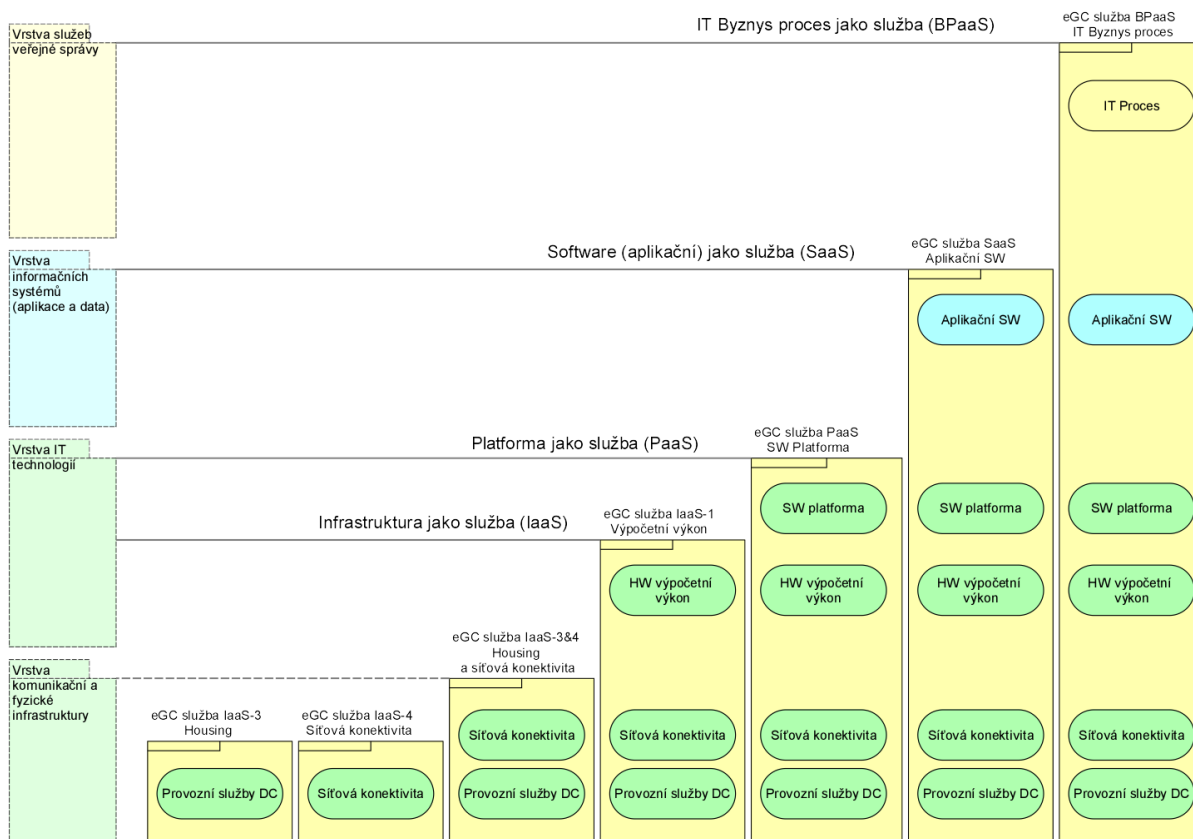 IT Byznys proces jako služba (BPaaS)
eGC služba BPaaS
IT Byznys proces
Vrstva služeb
veřejné správy
IT Proces
Software (aplikační) jako služba (SaaS)
eGC služba SaaS
Aplikační SW
Vrstva
informačních
systémů
(aplikace a data)
Aplikační SW
Aplikační SW
Platforma jako služba (PaaS)
eGC služba PaaS
SW Platforma
Vrstva IT
technologií
SW platforma
SW platforma
SW platforma
Infrastruktura jako služba (IaaS)
eGC služba IaaS-1
Výpočetní výkon
HW výpočetní
výkon
HW výpočetní
výkon
HW výpočetní
výkon
HW výpočetní
výkon
eGC služba IaaS-3&4
Housing
a síťová konektivita
Vrstva
komunikační a
fyzické
infrastruktury
eGC služba IaaS-3
Housing
eGC služba IaaS-4
Síťová konektivita
Síťová konektivita
Síťová konektivita
Síťová konektivita
Síťová konektivita
Síťová konektivita
Provozní služby DC
Síťová konektivita
Provozní služby DC
Provozní služby DC
Provozní služby DC
Provozní služby DC
Provozní služby DC